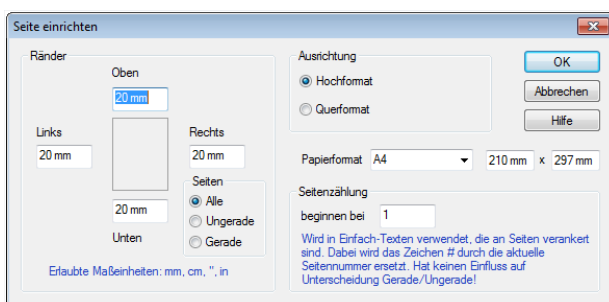 Seite einrichten
Ränder
Oben
20 mm
Links
20 mm
Rechts
20 mm
20 mm
Unten
Seiten
Alle
Ungerade
Gerade
Erlaubte Maßeinheiten: mm, cm, ", in
Ausrichtung
Hochformat
Querformat
OK
Abbrechen
Hilfe
Papierformat A4 210 mm x 297 mm
Seitenzählung
beginnen bei 1
Wird in Einfach-Texten verwendet, die an Seiten verankert
sind. Dabei wird das Zeichen # durch die aktuelle
Seitennummer ersetzt. Hat keinen Einfluss auf
Unterscheidung Gerade/Ungerade!